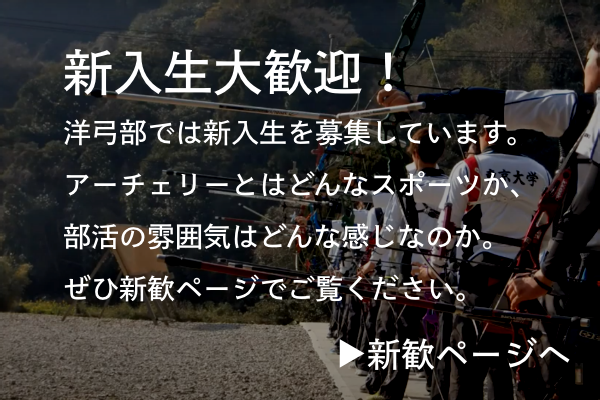 新入生大歓迎！
洋弓部では新入生を募集しています。
アーチェリーとはどんなスポーツか、
部活の雰囲気はどんな感じなのか。
ぜひ新歓ページでご覧ください。
▶新歓ページへ